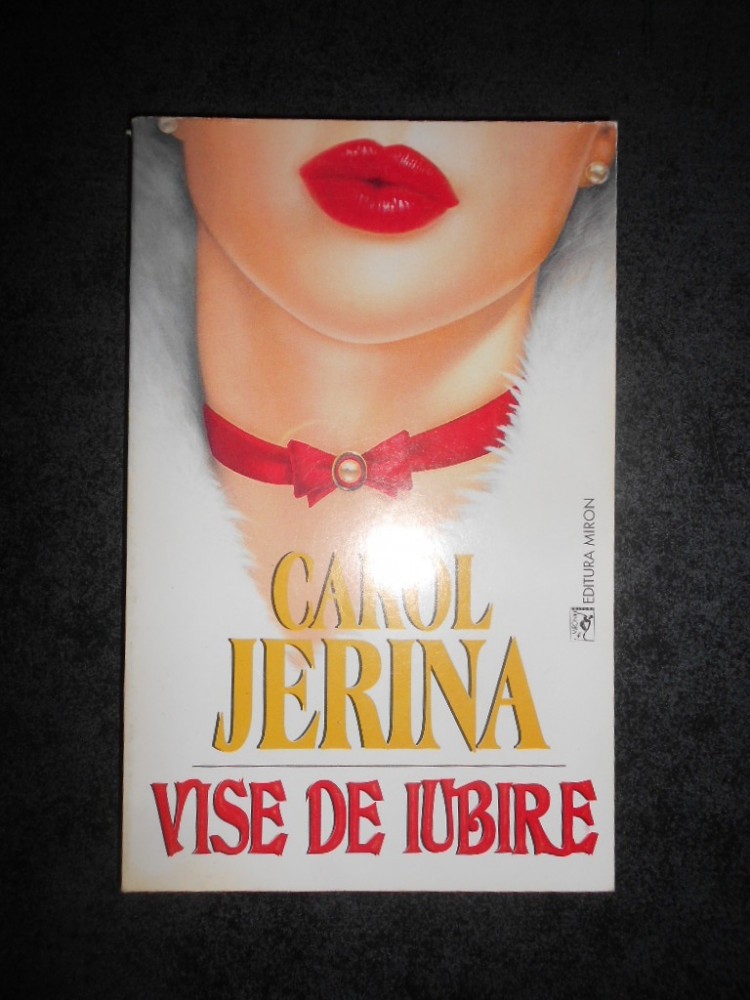 CAROL
JERINA
VISE DE IUBIRE
EDITURA MIRON